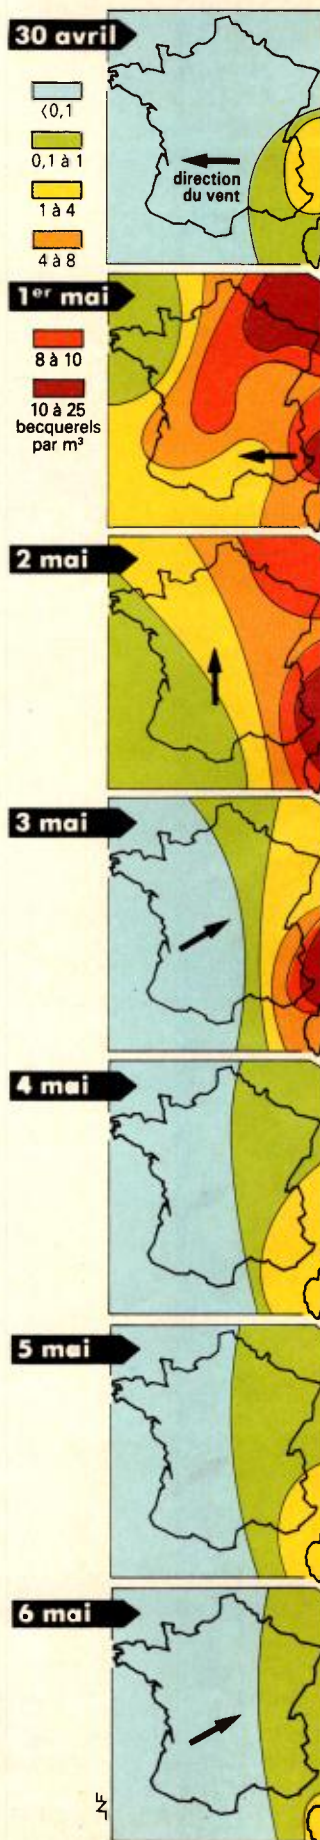 30 avril
<0,1
0,1 à 1
1 à 4
4 à 8
direction
du vent
1er mai
8 à 10
10 à 25
becquerels
par m³
2 mai
3 mai
4 mai
5 mai
6 mai